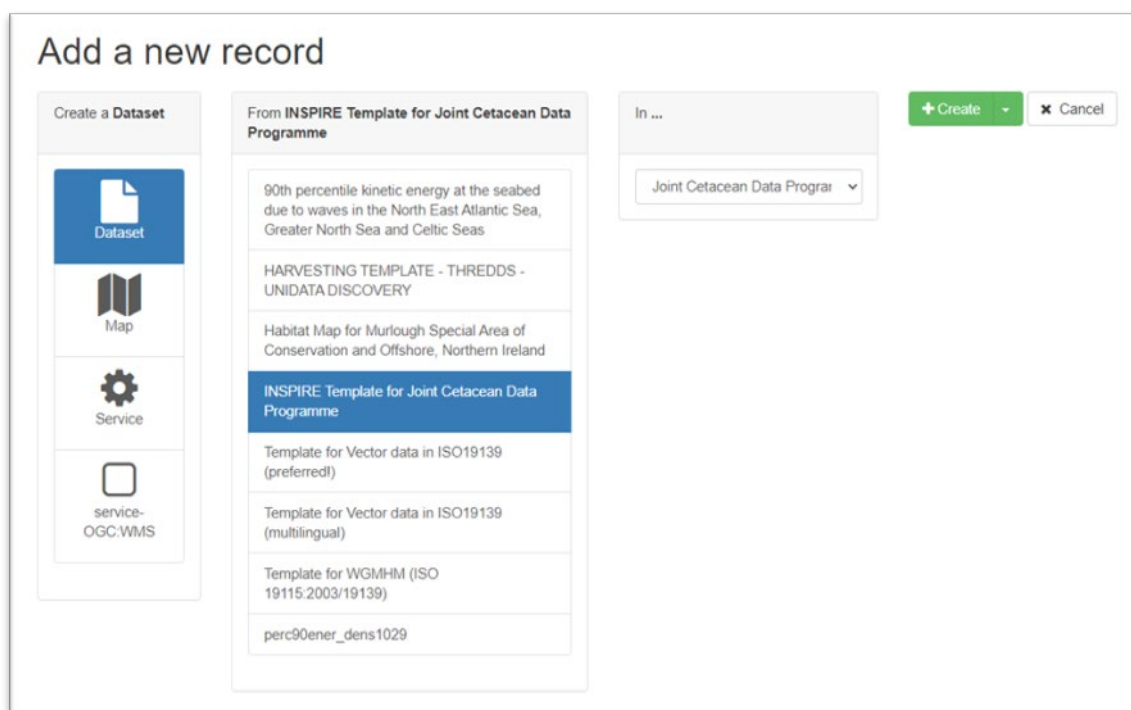 Add a new record
Create a Dataset
Dataset
Map
Service
service-
OGC:WMS
From INSPIRE Template for Joint Cetacean Data
Programme
90th percentile kinetic energy at the seabed
due to waves in the North East Atlantic Sea,
Greater North Sea and Celtic Seas
HARVESTING TEMPLATE - THREDDS -
UNIDATA DISCOVERY
Habitat Map for Murlough Special Area of
Conservation and Offshore, Northern Ireland
INSPIRE Template for Joint Cetacean Data
Programme
Template for Vector data in ISO19139
(preferred!)
Template for Vector data in ISO19139
(multilingual)
Template for WGMHM (ISO
19115:2003/19139)
perc90ener_dens1029
In ...
Joint Cetacean Data Prograr
+ Create
✖ Cancel